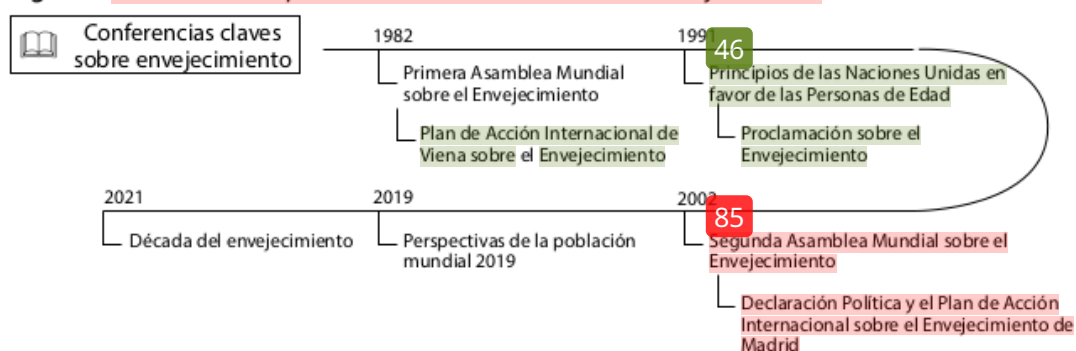 Conferencias claves
sobre envejecimiento
1982
Primera Asamblea Mundial
sobre el Envejecimiento
Plan de Acción Internacional de
Viena sobre el Envejecimiento
1991
46
Principios de las Naciones Unidas en
favor de las Personas de Edad
Proclamación sobre el
Envejecimiento
2002
85
Segunda Asamblea Mundial sobre el
Envejecimiento
Declaración Política y el Plan de Acción
Internacional sobre el Envejecimiento de
Madrid
2019
Perspectivas de la población
mundial 2019
2021
Década del envejecimiento